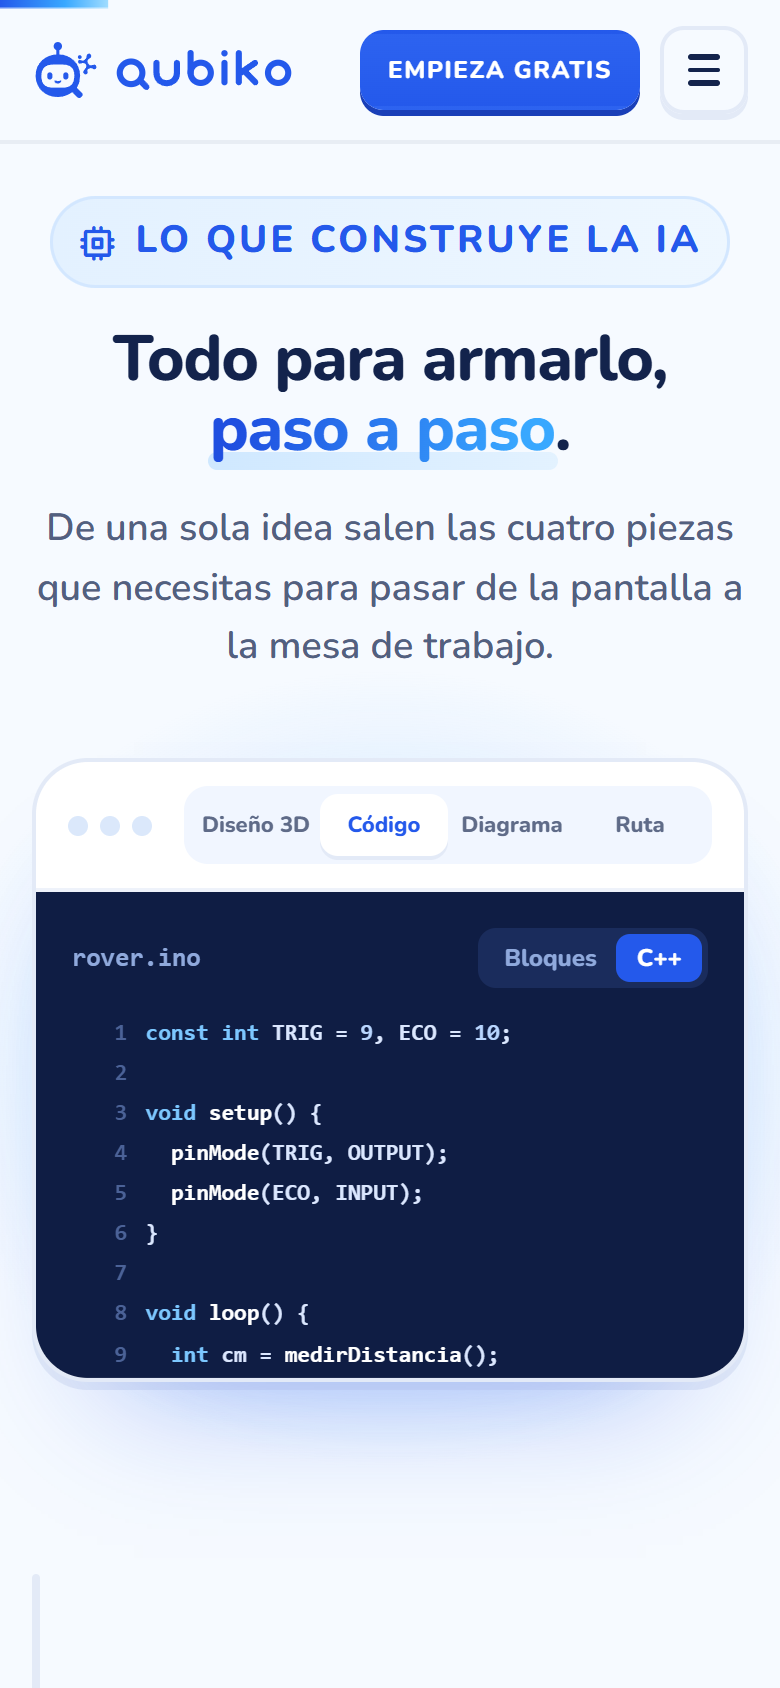 qubiko
EMPIEZA GRATIS
LO QUE CONSTRUYE LA IA
Todo para armarlo,
paso a paso.
De una sola idea salen las cuatro piezas
que necesitas para pasar de la pantalla a
la mesa de trabajo.
Diseño 3D Código Diagrama Ruta
rover.ino Bloques C++
1 const int TRIG = 9, ECO = 10;
2
3 void setup() {
4   pinMode(TRIG, OUTPUT);
5   pinMode(ECO, INPUT);
6 }
7
8 void loop() {
9   int cm = medirDistancia();